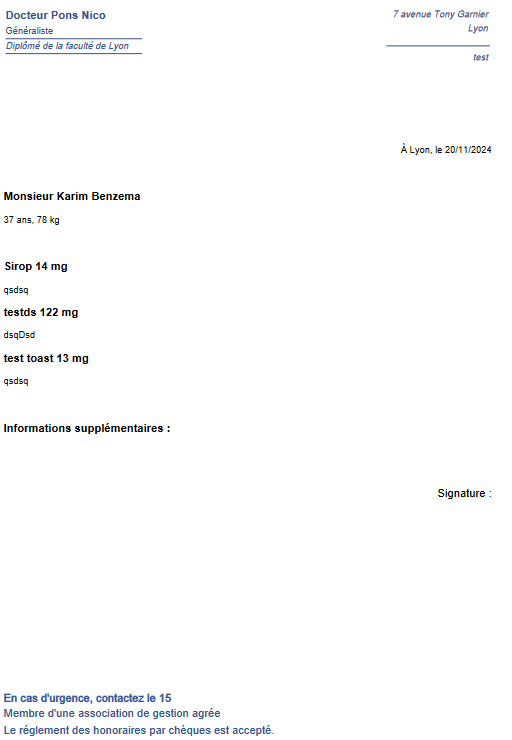 Docteur Pons Nico
Généraliste
Diplômé de la faculté de Lyon
7 avenue Tony Garnier
Lyon
test
À Lyon, le 20/11/2024
Monsieur Karim Benzema
37 ans, 78 kg
Sirop 14 mg
qsdsq
testds 122 mg
dsqDsd
test toast 13 mg
qsdsq
Informations supplémentaires :
Signature :
En cas d'urgence, contactez le 15
Membre d'une association de gestion agrée
Le réglement des honoraires par chèques est accepté.